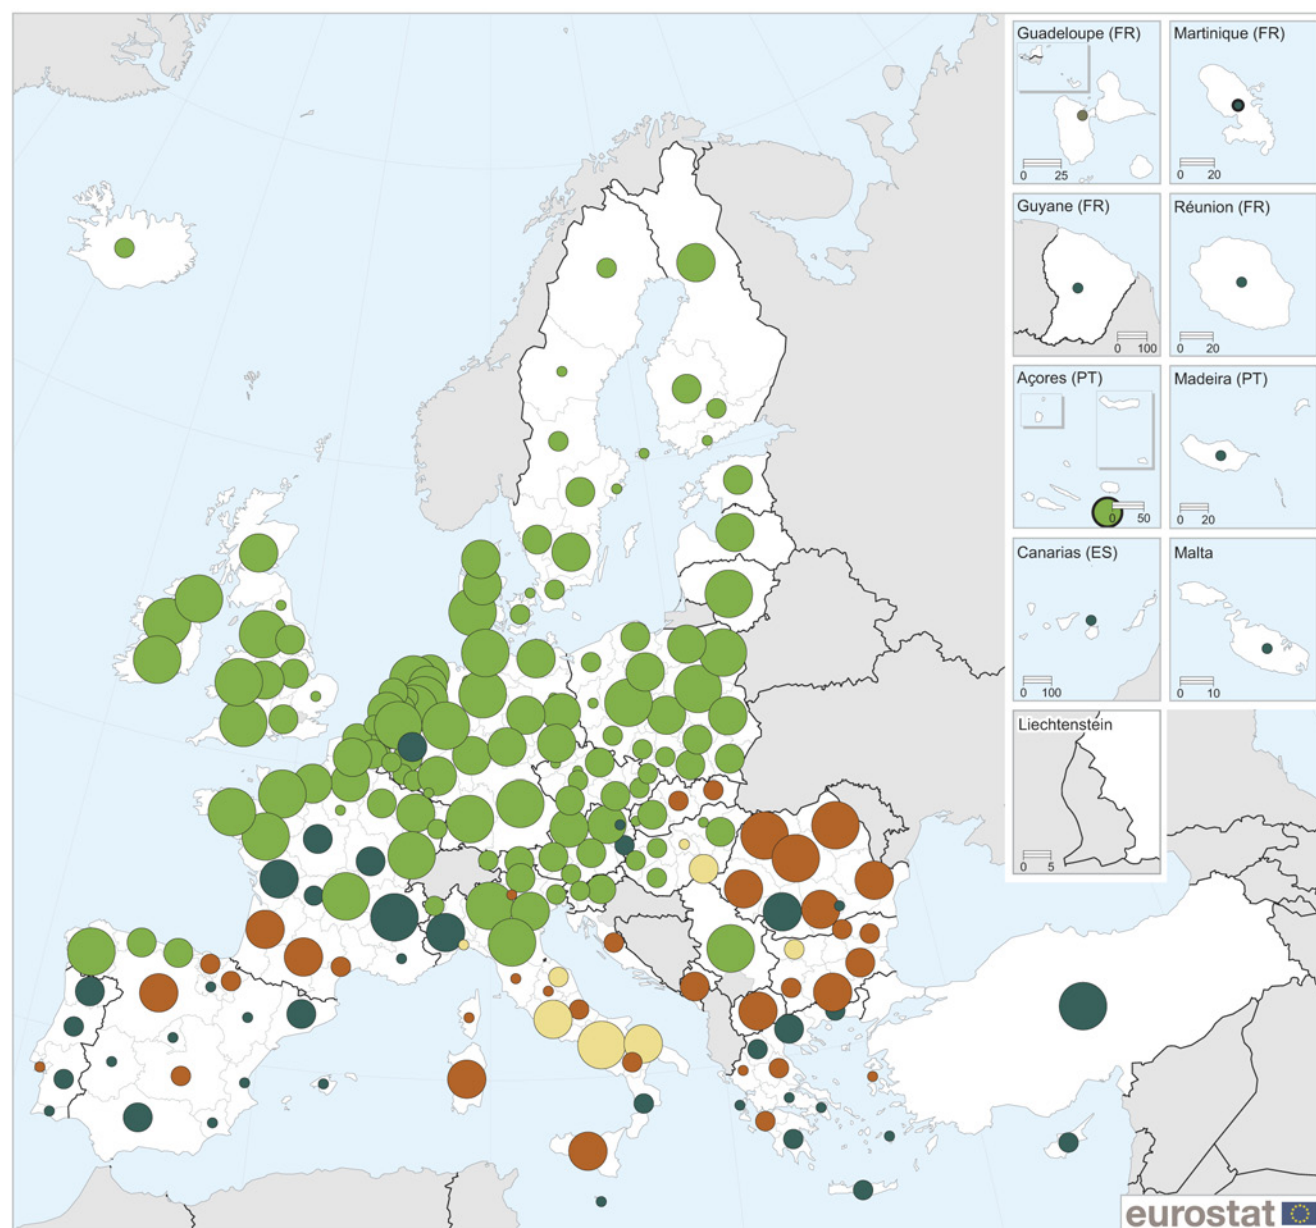 Guadeloupe (FR)
0 25
Martinique (FR)
0 20
Guyane (FR)
0 100
Réunion (FR)
0 20
Açores (PT)
0 50
Madeira (PT)
0 20
Canarias (ES)
0 100
Malta
0 10
Liechtenstein
0 5
eurostat